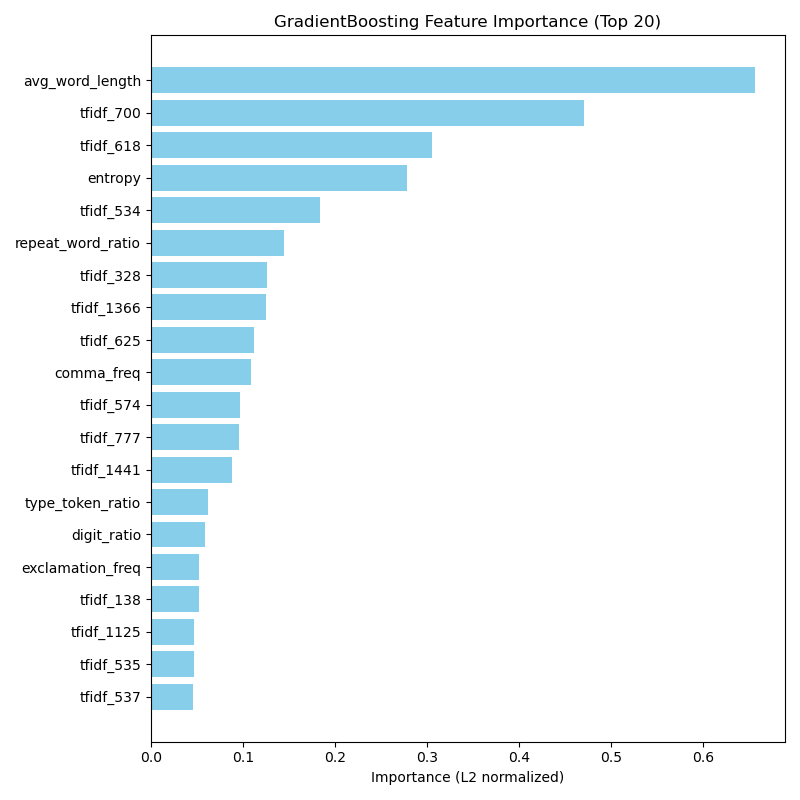 GradientBoosting Feature Importance (Top 20)
avg_word_length
tfidf_700
tfidf_618
entropy
tfidf_534
repeat_word_ratio
tfidf_328
tfidf_1366
tfidf_625
comma_freq
tfidf_574
tfidf_777
tfidf_1441
type_token_ratio
digit_ratio
exclamation_freq
tfidf_138
tfidf_1125
tfidf_535
tfidf_537
0.0 0.1 0.2 0.3 0.4 0.5 0.6
Importance (L2 normalized)